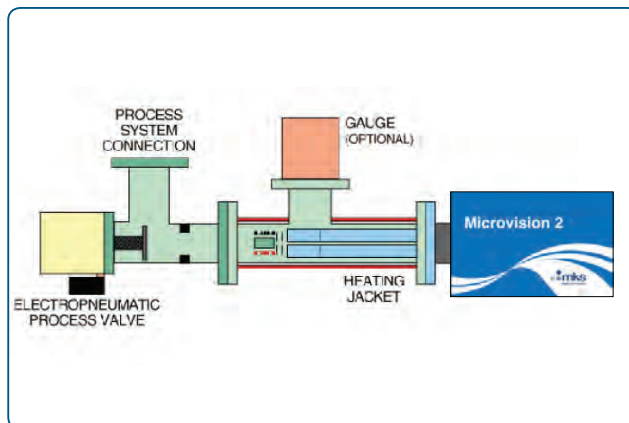 PROCESS
SYSTEM
CONNECTION
GAUGE
(OPTIONAL)
Microvision 2
mks
HEATING
JACKET
ELECTROPNEUMATIC
PROCESS VALVE